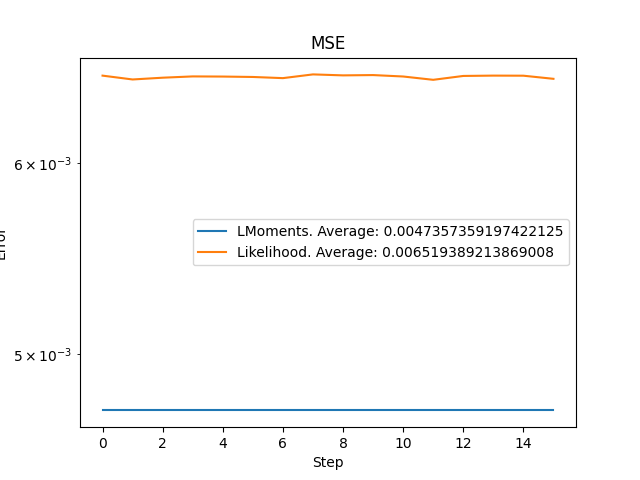 MSE
6 × 10⁻³
Error
LMoments. Average: 0.0047357359197422125
Likelihood. Average: 0.006519389213869008
5 × 10⁻³
0 2 4 6 8 10 12 14
Step